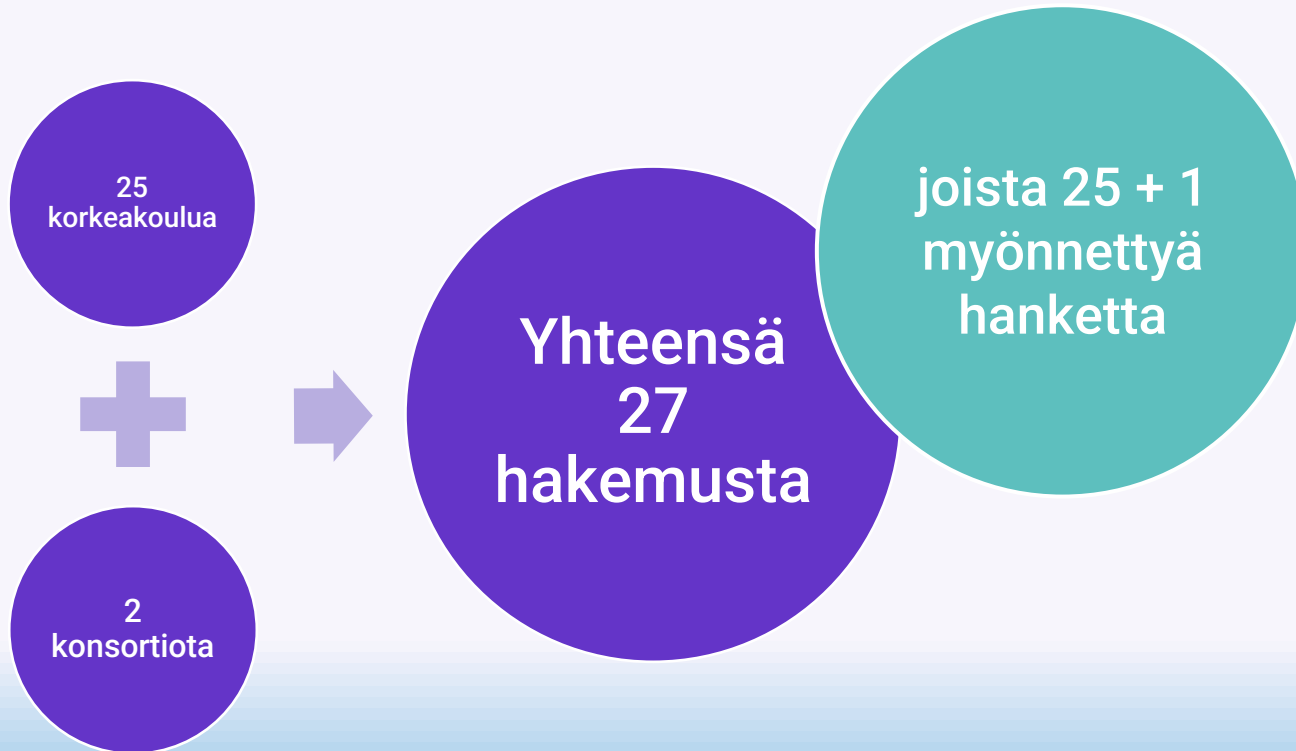 25
korkeakoulua
2
konsortiota
Yhteensä
27
hakemusta
joista 25 + 1
myönnettyä
hanketta